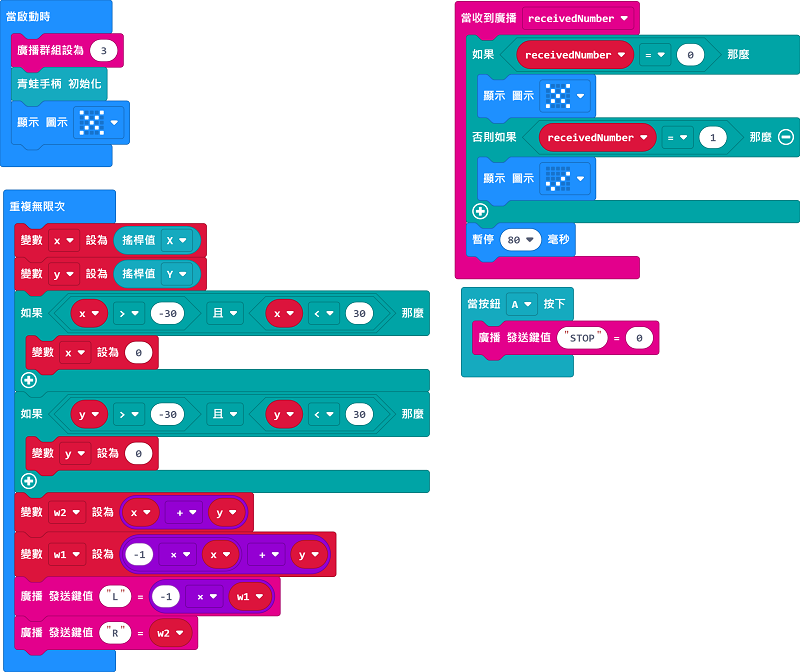 當啟動時
廣播群組設為 3
青蛙手柄 初始化
顯示 圖示
重複無限次
變數 x 設為 搖桿值 X
變數 y 設為 搖桿值 Y
如果 x > -30 且 x < 30 那麼
變數 x 設為 0
如果 y > -30 且 y < 30 那麼
變數 y 設為 0
變數 w2 設為 x + y
變數 w1 設為 -1 × x + y
廣播 發送鍵值 "L" = -1 × w1
廣播 發送鍵值 "R" = w2
當收到廣播 receivedNumber
如果 receivedNumber = 0 那麼
顯示 圖示
否則如果 receivedNumber = 1 那麼
顯示 圖示
暫停 80 毫秒
當按鈕 A 按下
廣播 發送鍵值 "STOP" = 0